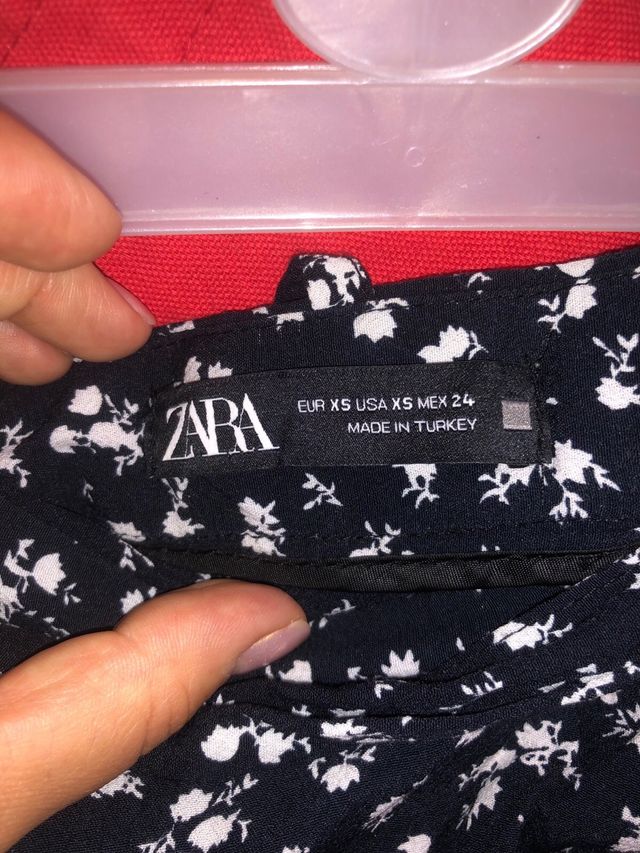 ZARA
EUR XS USA XS MEX 24
MADE IN TURKEY